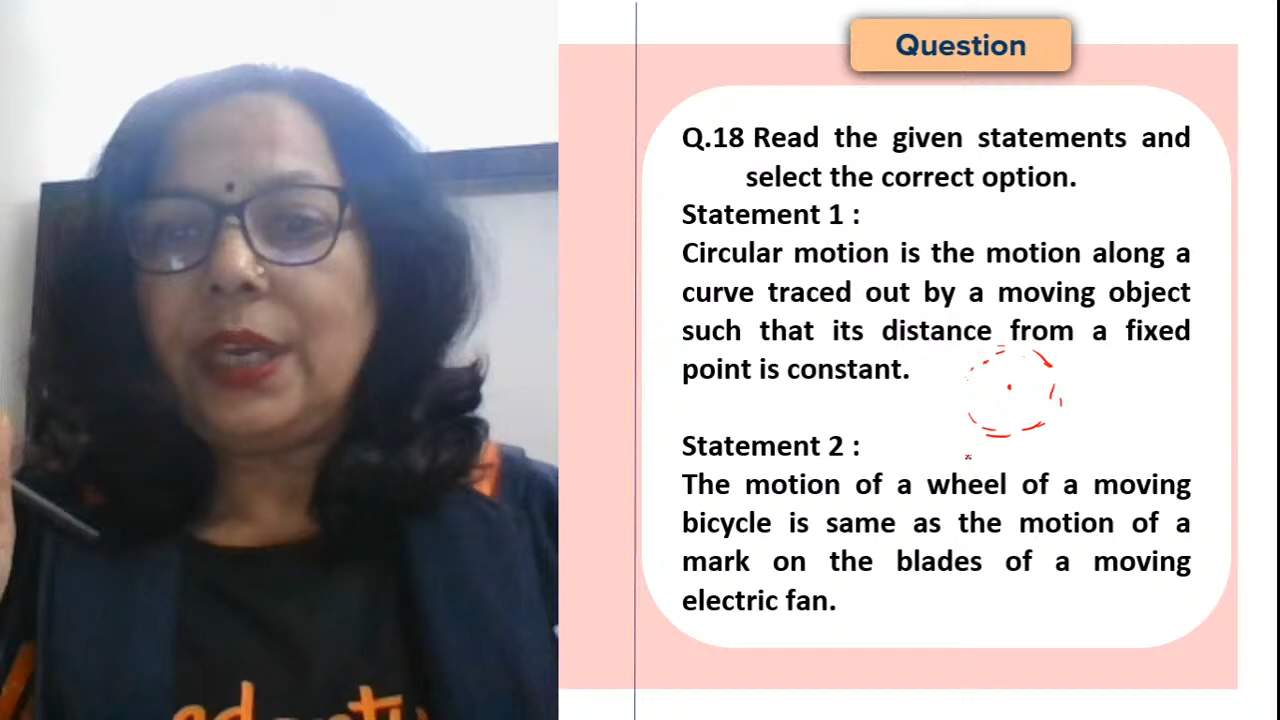 Question
Q.18 Read the given statements and
select the correct option.
Statement 1 :
Circular motion is the motion along a
curve traced out by a moving object
such that its distance from a fixed
point is constant.
Statement 2 :
The motion of a wheel of a moving
bicycle is same as the motion of a
mark on the blades of a moving
electric fan.